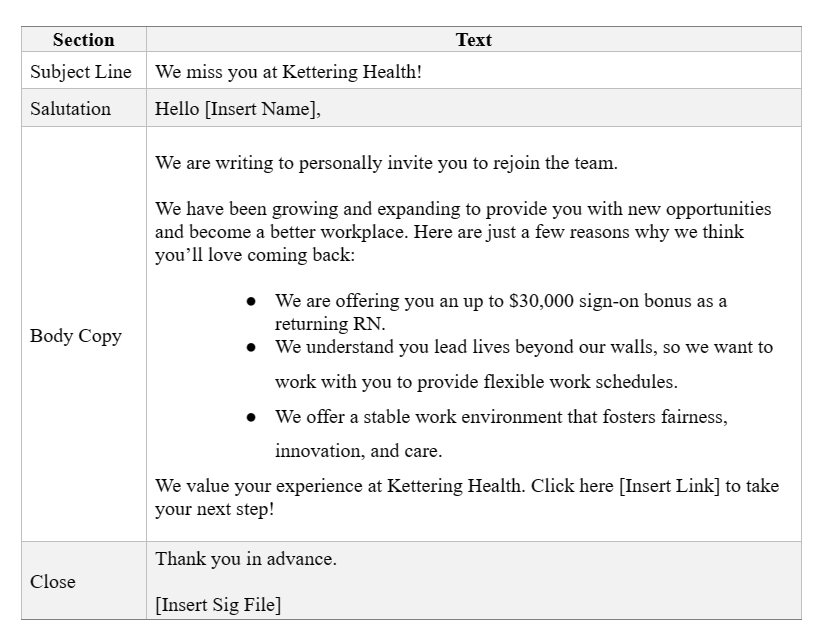 Section Text
Subject Line We miss you at Kettering Health!
Salutation Hello [Insert Name],
We are writing to personally invite you to rejoin the team.
We have been growing and expanding to provide you with new opportunities
and become a better workplace. Here are just a few reasons why we think
you’ll love coming back:
● We are offering you an up to $30,000 sign-on bonus as a
returning RN.
● We understand you lead lives beyond our walls, so we want to
Body Copy
work with you to provide flexible work schedules.
● We offer a stable work environment that fosters fairness,
innovation, and care.
We value your experience at Kettering Health. Click here [Insert Link] to take
your next step!
Thank you in advance.
Close
[Insert Sig File]